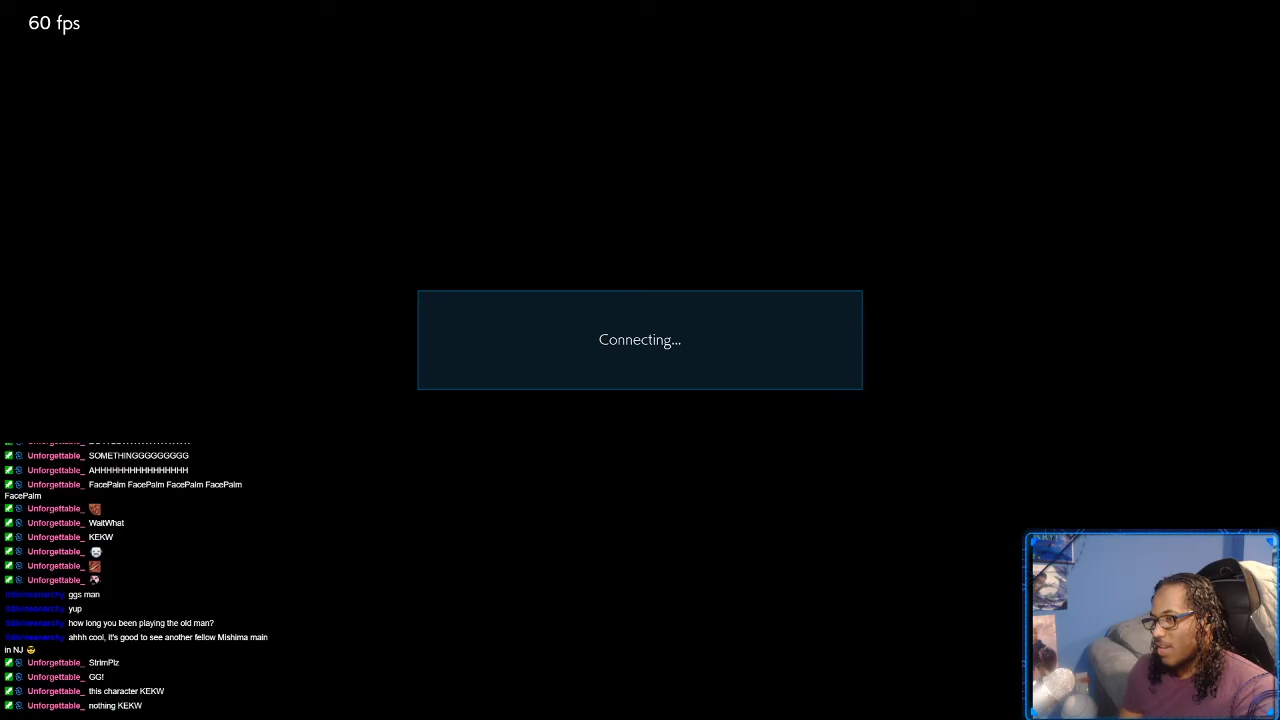 60 fps
Connecting...
Unforgettable_
Unforgettable_ SOMETHINGGGGGGGGG
Unforgettable_ AHHHHHHHHHHHHHHHH
Unforgettable_ FacePalm FacePalm FacePalm FacePalm
FacePalm
Unforgettable_
Unforgettable_ WaitWhat
Unforgettable_ KEKW
Unforgettable_
Unforgettable_
Unforgettable_
ggs man
yup
how long you been playing the old man?
ahhh cool, it's good to see another fellow Mishima main
in NJ 😎
Unforgettable_ StrimPlz
Unforgettable_ GG!
Unforgettable_ this character KEKW
Unforgettable_ nothing KEKW